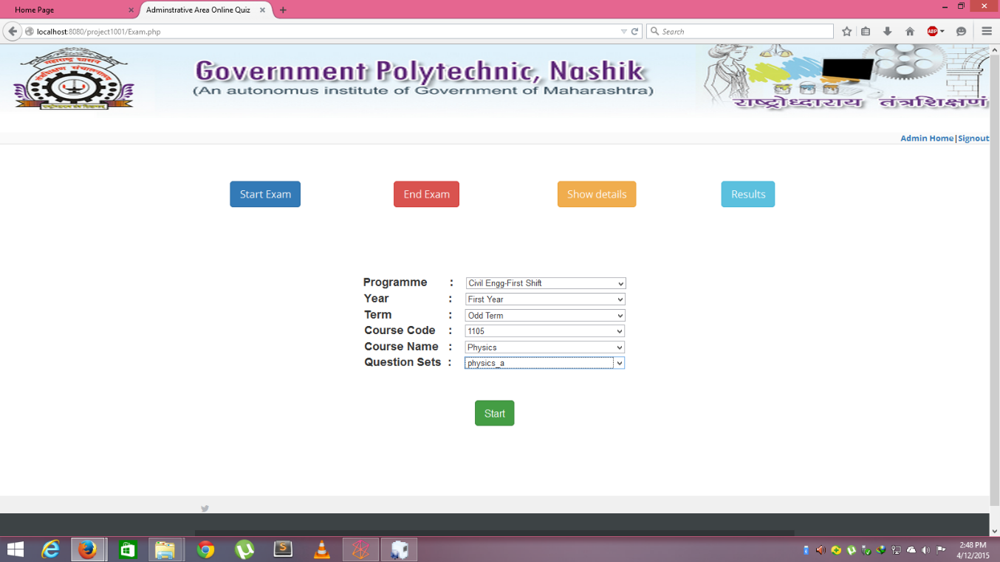 Home Page
Adminstrative Area Online Quiz
localhost:8080/project1001/Exam.php
Search
ABP
महाराष्ट्र शासन
Government Polytechnic, Nashik
(An autonomus institute of Government of Maharashtra)
राष्ट्रोध्दाराय तंत्रशिक्षणं
Admin Home|Signout
Start Exam
End Exam
Show details
Results
Programme : Civil Engg-First Shift
Year : First Year
Term : Odd Term
Course Code : 1105
Course Name : Physics
Question Sets : physics_a
Start
2:48 PM
4/12/2015